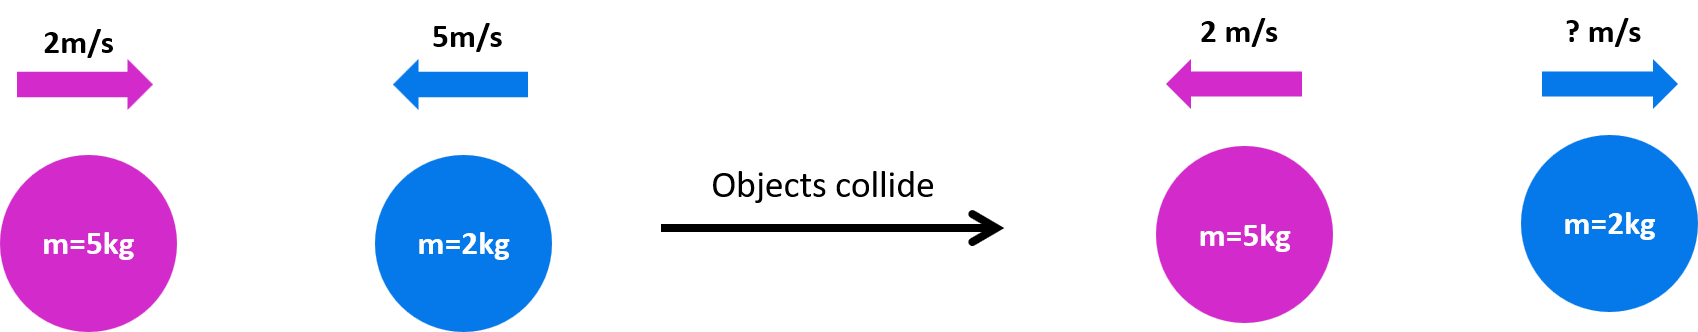 2m/s
5m/s
2 m/s
? m/s
m=5kg
m=2kg
Objects collide
m=5kg
m=2kg